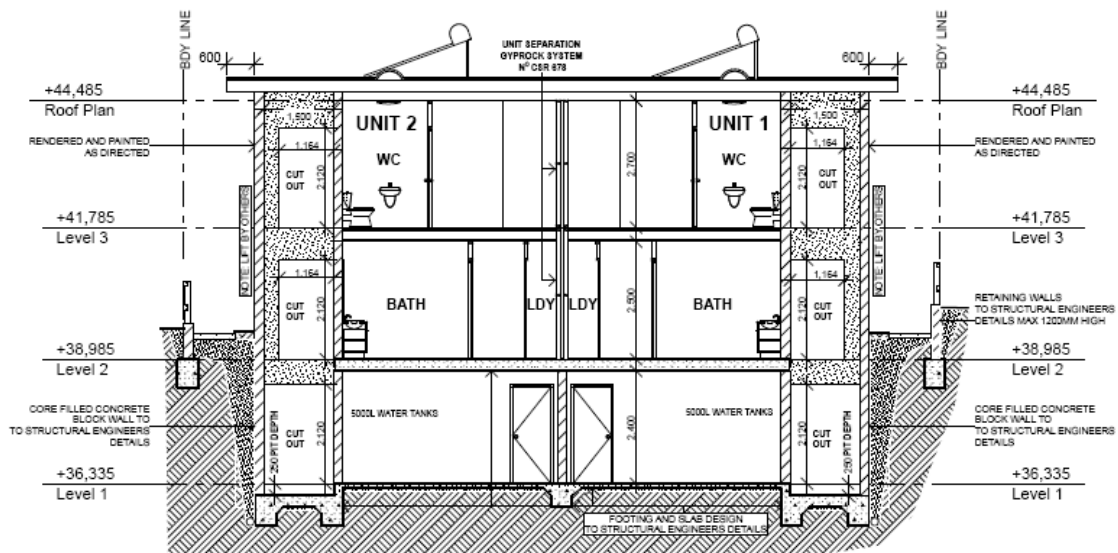 BDY LINE
BDY LINE
600
600
UNIT SEPARATION
GYPROCK SYSTEM
Nº CSR 678
+44,485
Roof Plan
+44,485
Roof Plan
1,500
UNIT 2
UNIT 1
1,500
RENDERED AND PAINTED
AS DIRECTED
RENDERED AND PAINTED
AS DIRECTED
1,164
WC
WC
1,164
CUT
OUT
2,120
2,700
2,120
CUT
OUT
NOTE: LIFT BY OTHERS
NOTE: LIFT BY OTHERS
+41,785
Level 3
+41,785
Level 3
1,164
1,164
CUT
OUT
2,120
BATH
LDY
LDY
2,500
BATH
2,120
CUT
OUT
RETAINING WALLS
TO STRUCTURAL ENGINEERS
DETAILS MAX 1200MM HIGH
+38,985
Level 2
+38,985
Level 2
CORE FILLED CONCRETE
BLOCK WALL TO
TO STRUCTURAL ENGINEERS
DETAILS
CORE FILLED CONCRETE
BLOCK WALL TO
TO STRUCTURAL ENGINEERS
DETAILS
5000L WATER TANKS
5000L WATER TANKS
250 PIT DEPTH
CUT
OUT
2,120
2,400
2,120
CUT
OUT
250 PIT DEPTH
+36,335
Level 1
+36,335
Level 1
FOOTING AND SLAB DESIGN
TO STRUCTURAL ENGINEERS DETAILS